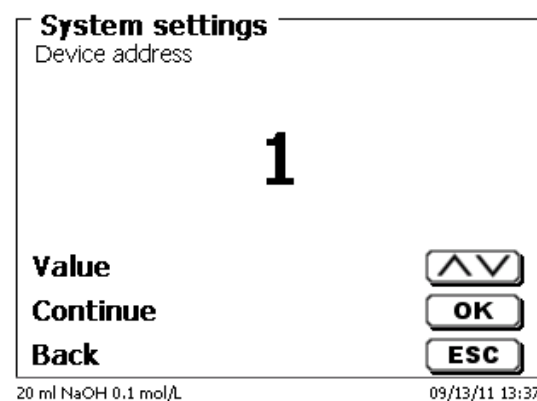 System settings
Device address
1
Value
Continue OK
Back ESC
20 ml NaOH 0.1 mol/L 09/13/11 13:37